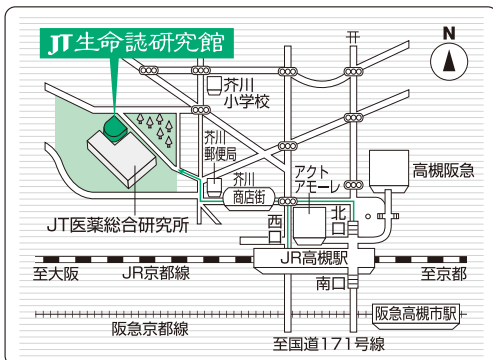 JT生命誌研究館
N
芥川
小学校
芥川
郵便局
芥川
商店街
アクト
アモーレ
高槻阪急
JT医薬総合研究所
西
口
北
口
JR高槻駅
至大阪
JR京都線
至京都
南口
阪急高槻市駅
阪急京都線
至国道171号線